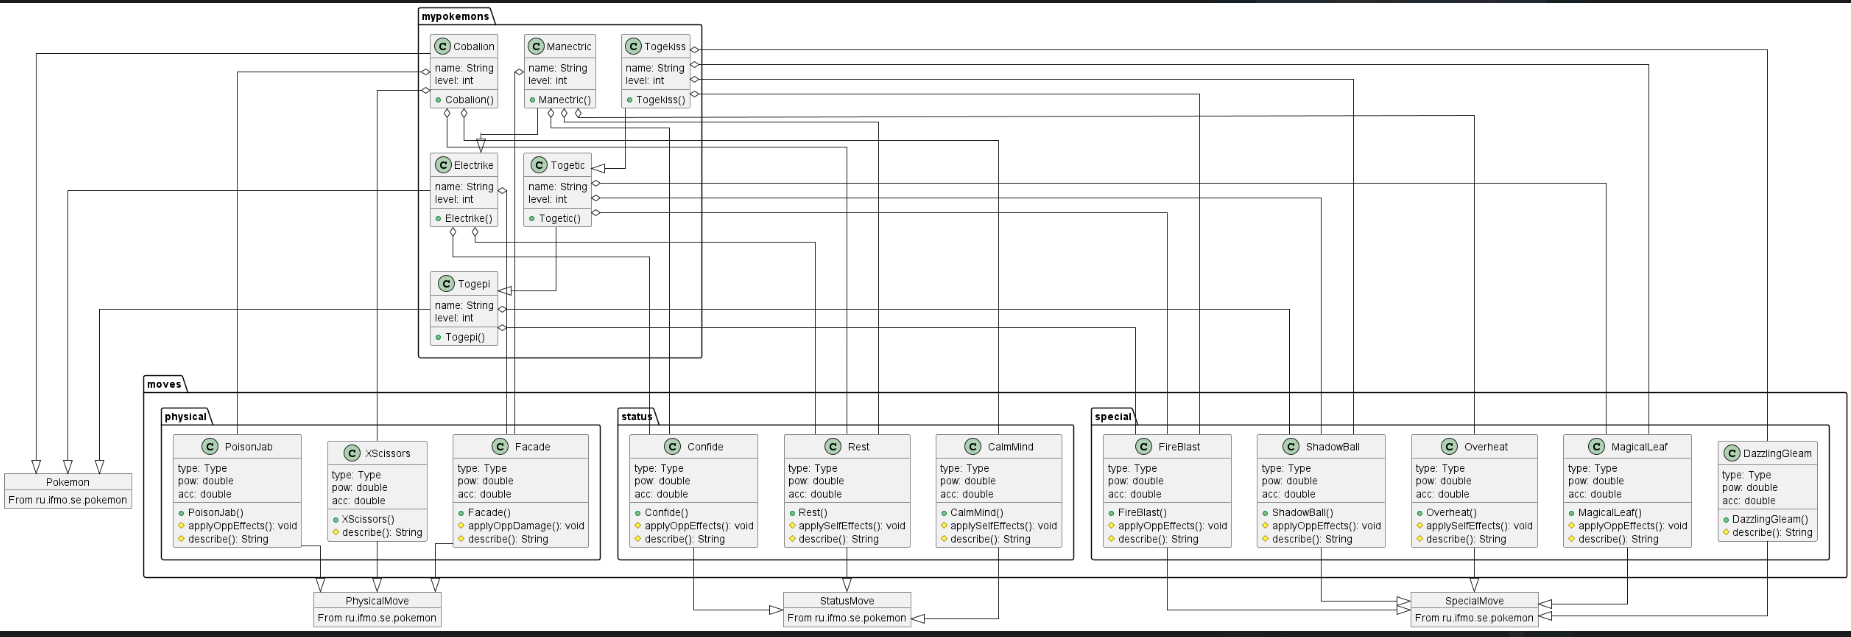 mypokemons
C Cobalion
name: String
level: int
Cobalion()
C Manectric
name: String
level: int
Manectric()
C Togekiss
name: String
level: int
Togekiss()
C Electrike
name: String
level: int
Electrike()
C Togetic
name: String
level: int
Togetic()
C Togepi
name: String
level: int
Togepi()
moves
physical
C PoisonJab
type: Type
pow: double
acc: double
PoisonJab()
applyOppEffects(): void
describe(): String
C XScissors
type: Type
pow: double
acc: double
XScissors()
describe(): String
C Facade
type: Type
pow: double
acc: double
Facade()
applyOppDamage(): void
describe(): String
status
C Confide
type: Type
pow: double
acc: double
Confide()
applyOppEffects(): void
describe(): String
C Rest
type: Type
pow: double
acc: double
Rest()
applySelfEffects(): void
describe(): String
C CalmMind
type: Type
pow: double
acc: double
CalmMind()
applySelfEffects(): void
describe(): String
special
C FireBlast
type: Type
pow: double
acc: double
FireBlast()
applyOppEffects(): void
describe(): String
C ShadowBall
type: Type
pow: double
acc: double
ShadowBall()
applyOppEffects(): void
describe(): String
C Overheat
type: Type
pow: double
acc: double
Overheat()
applySelfEffects(): void
describe(): String
C MagicalLeaf
type: Type
pow: double
acc: double
MagicalLeaf()
applyOppEffects(): void
describe(): String
C DazzlingGleam
type: Type
pow: double
acc: double
DazzlingGleam()
describe(): String
Pokemon
From ru.ifmo.se.pokemon
PhysicalMove
From ru.ifmo.se.pokemon
StatusMove
From ru.ifmo.se.pokemon
SpecialMove
From ru.ifmo.se.pokemon